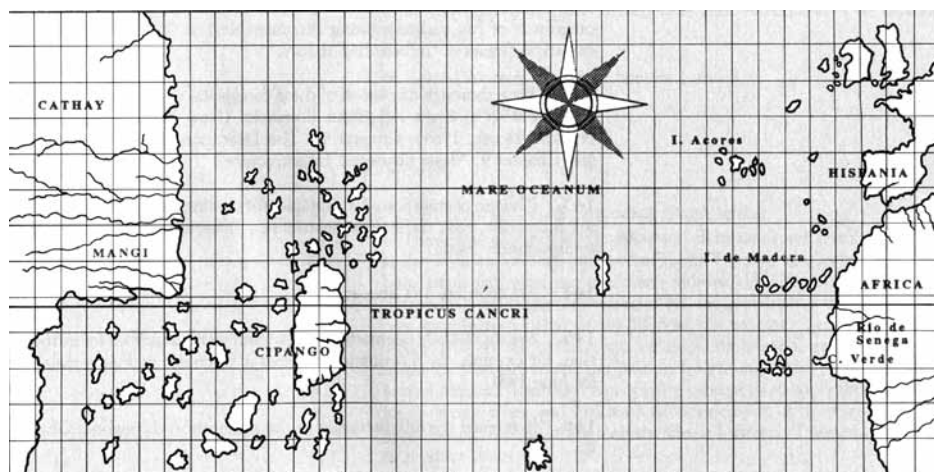 CATHAY
I. Acores
HISPANIA
MARE OCEANUM
MANGI
I. de Madera
AFRICA
TROPICUS CANCRI
Rio de
Senega
CIPANGO
C. Verde